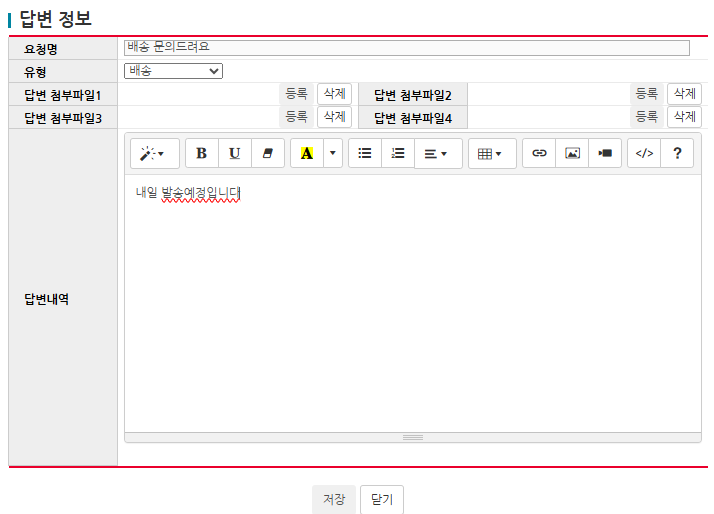 답변 정보
요청명 배송 문의드려요
유형 배송
답변 첨부파일1 등록 삭제 답변 첨부파일2 등록 삭제
답변 첨부파일3 등록 삭제 답변 첨부파일4 등록 삭제
B U A </> ?
내일 발송예정입니다
답변내역
저장 닫기